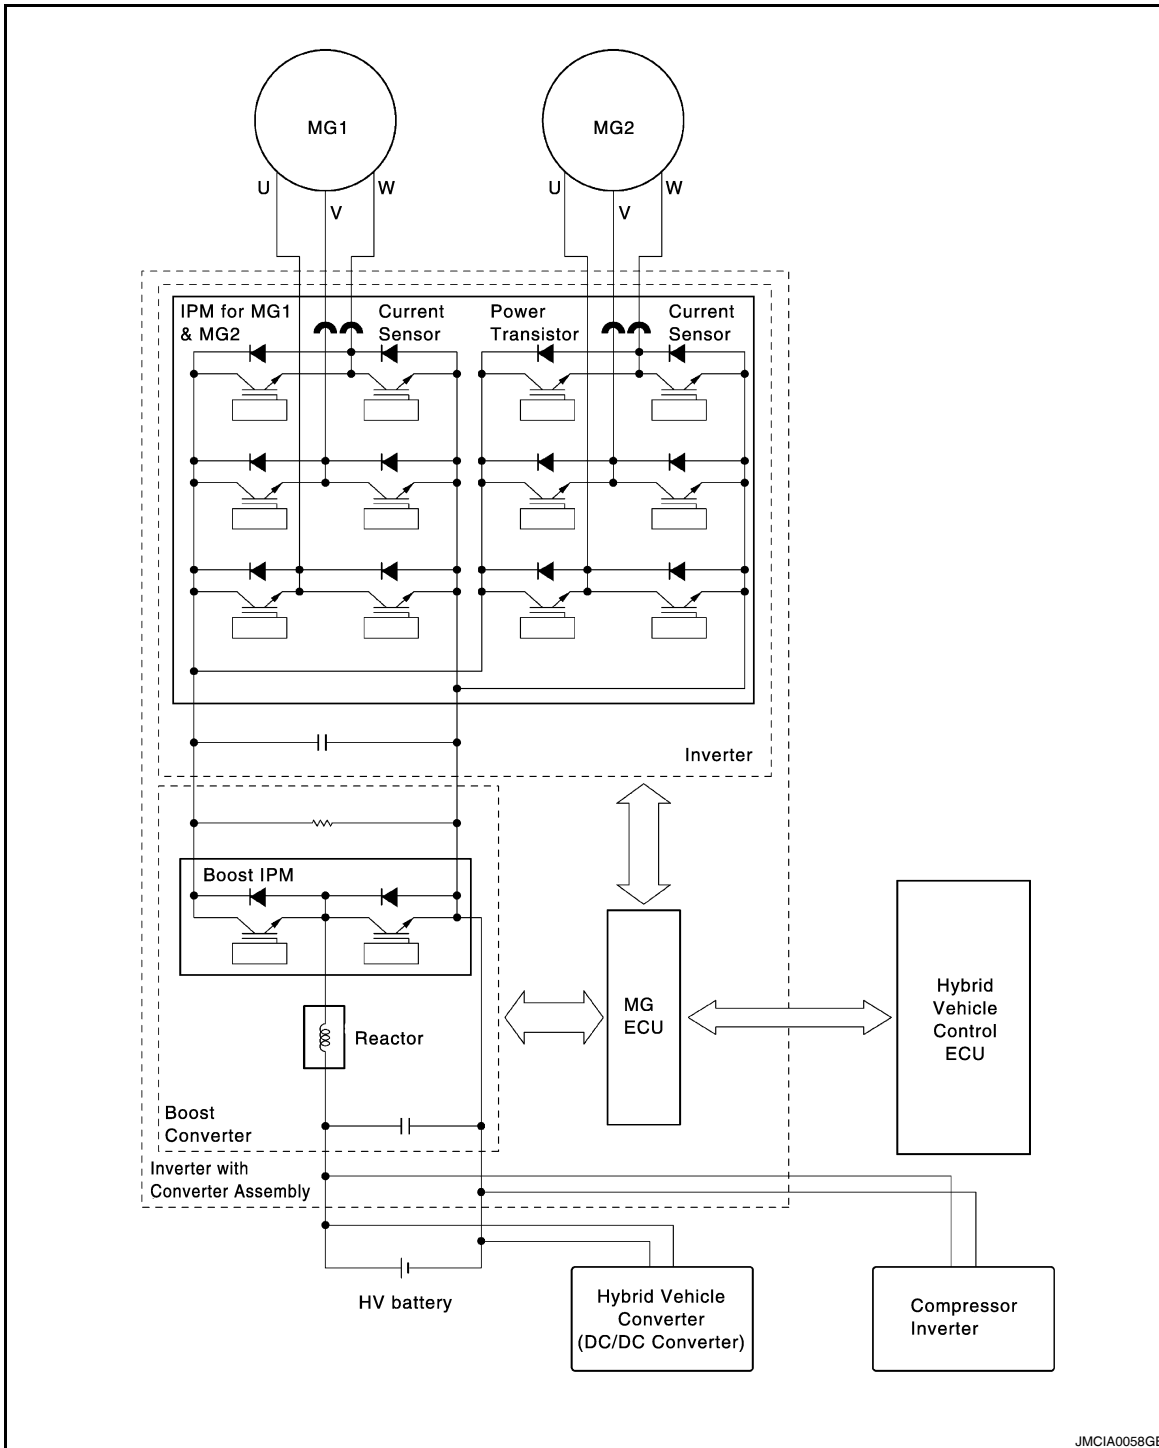 MG1
MG2
U
V
W
U
V
W
IPM for MG1
& MG2
Current
Sensor
Power
Transistor
Current
Sensor
Inverter
Boost IPM
Reactor
MG
ECU
Hybrid
Vehicle
Control
ECU
Boost
Converter
Inverter with
Converter Assembly
HV battery
Hybrid Vehicle
Converter
(DC/DC Converter)
Compressor
Inverter